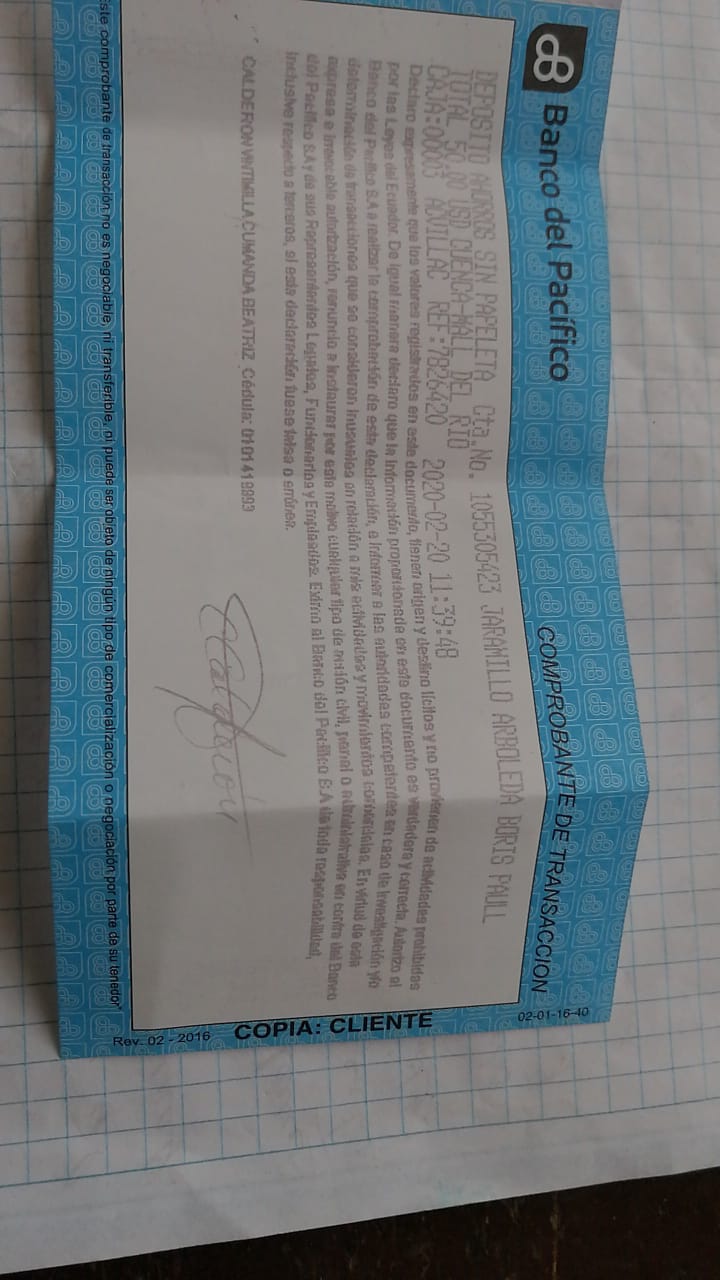 Banco del Pacífico
COMPROBANTE DE TRANSACCION
02-01-16-40
DEPOSITO AHORROS SIN PAPELETA Cta.No. 1055305423 JARAMILLO ARBOLEDA BORIS PAULL
TOTAL 50.00 USD CUENCA-MALL DEL RIO
CAJA:00003 AQVILLAC REF:7826420 2020-02-20 11:39:48
Declaro expresamente que los valores registrados en este documento, tienen origen y destino lícitos y no provienen de actividades prohibidas
por las Leyes del Ecuador. De igual manera declaro que la información proporcionada en este documento es verdadera y correcta. Autorizo al
Banco del Pacífico S.A a realizar la comprobación de esta declaración, e informar a las autoridades competentes en caso de investigación y/o
determinación de transacciones que se consideren inusuales en relación a mis actividades y movimientos comerciales. En virtud de esta
expresa e irrevocable autorización, renuncio a instaurar por este motivo cualquier tipo de acción civil, penal o administrativa en contra del Banco
del Pacífico S.A y de sus Representantes Legales, Funcionarios y Empleados. Eximo al Banco del Pacífico S.A de toda responsabilidad,
inclusive respecto a terceros, si esta declaración fuese falsa o errónea.
CALDERON VINTIMILLA CUMANDA BEATRIZ Cédula: 0101419993
Calderón
COPIA: CLIENTE
Rev. 02 - 2016
Este comprobante de transacción no es negociable, ni transferible, ni puede ser objeto de ningún tipo de comercialización o negociación por parte de su tenedor"